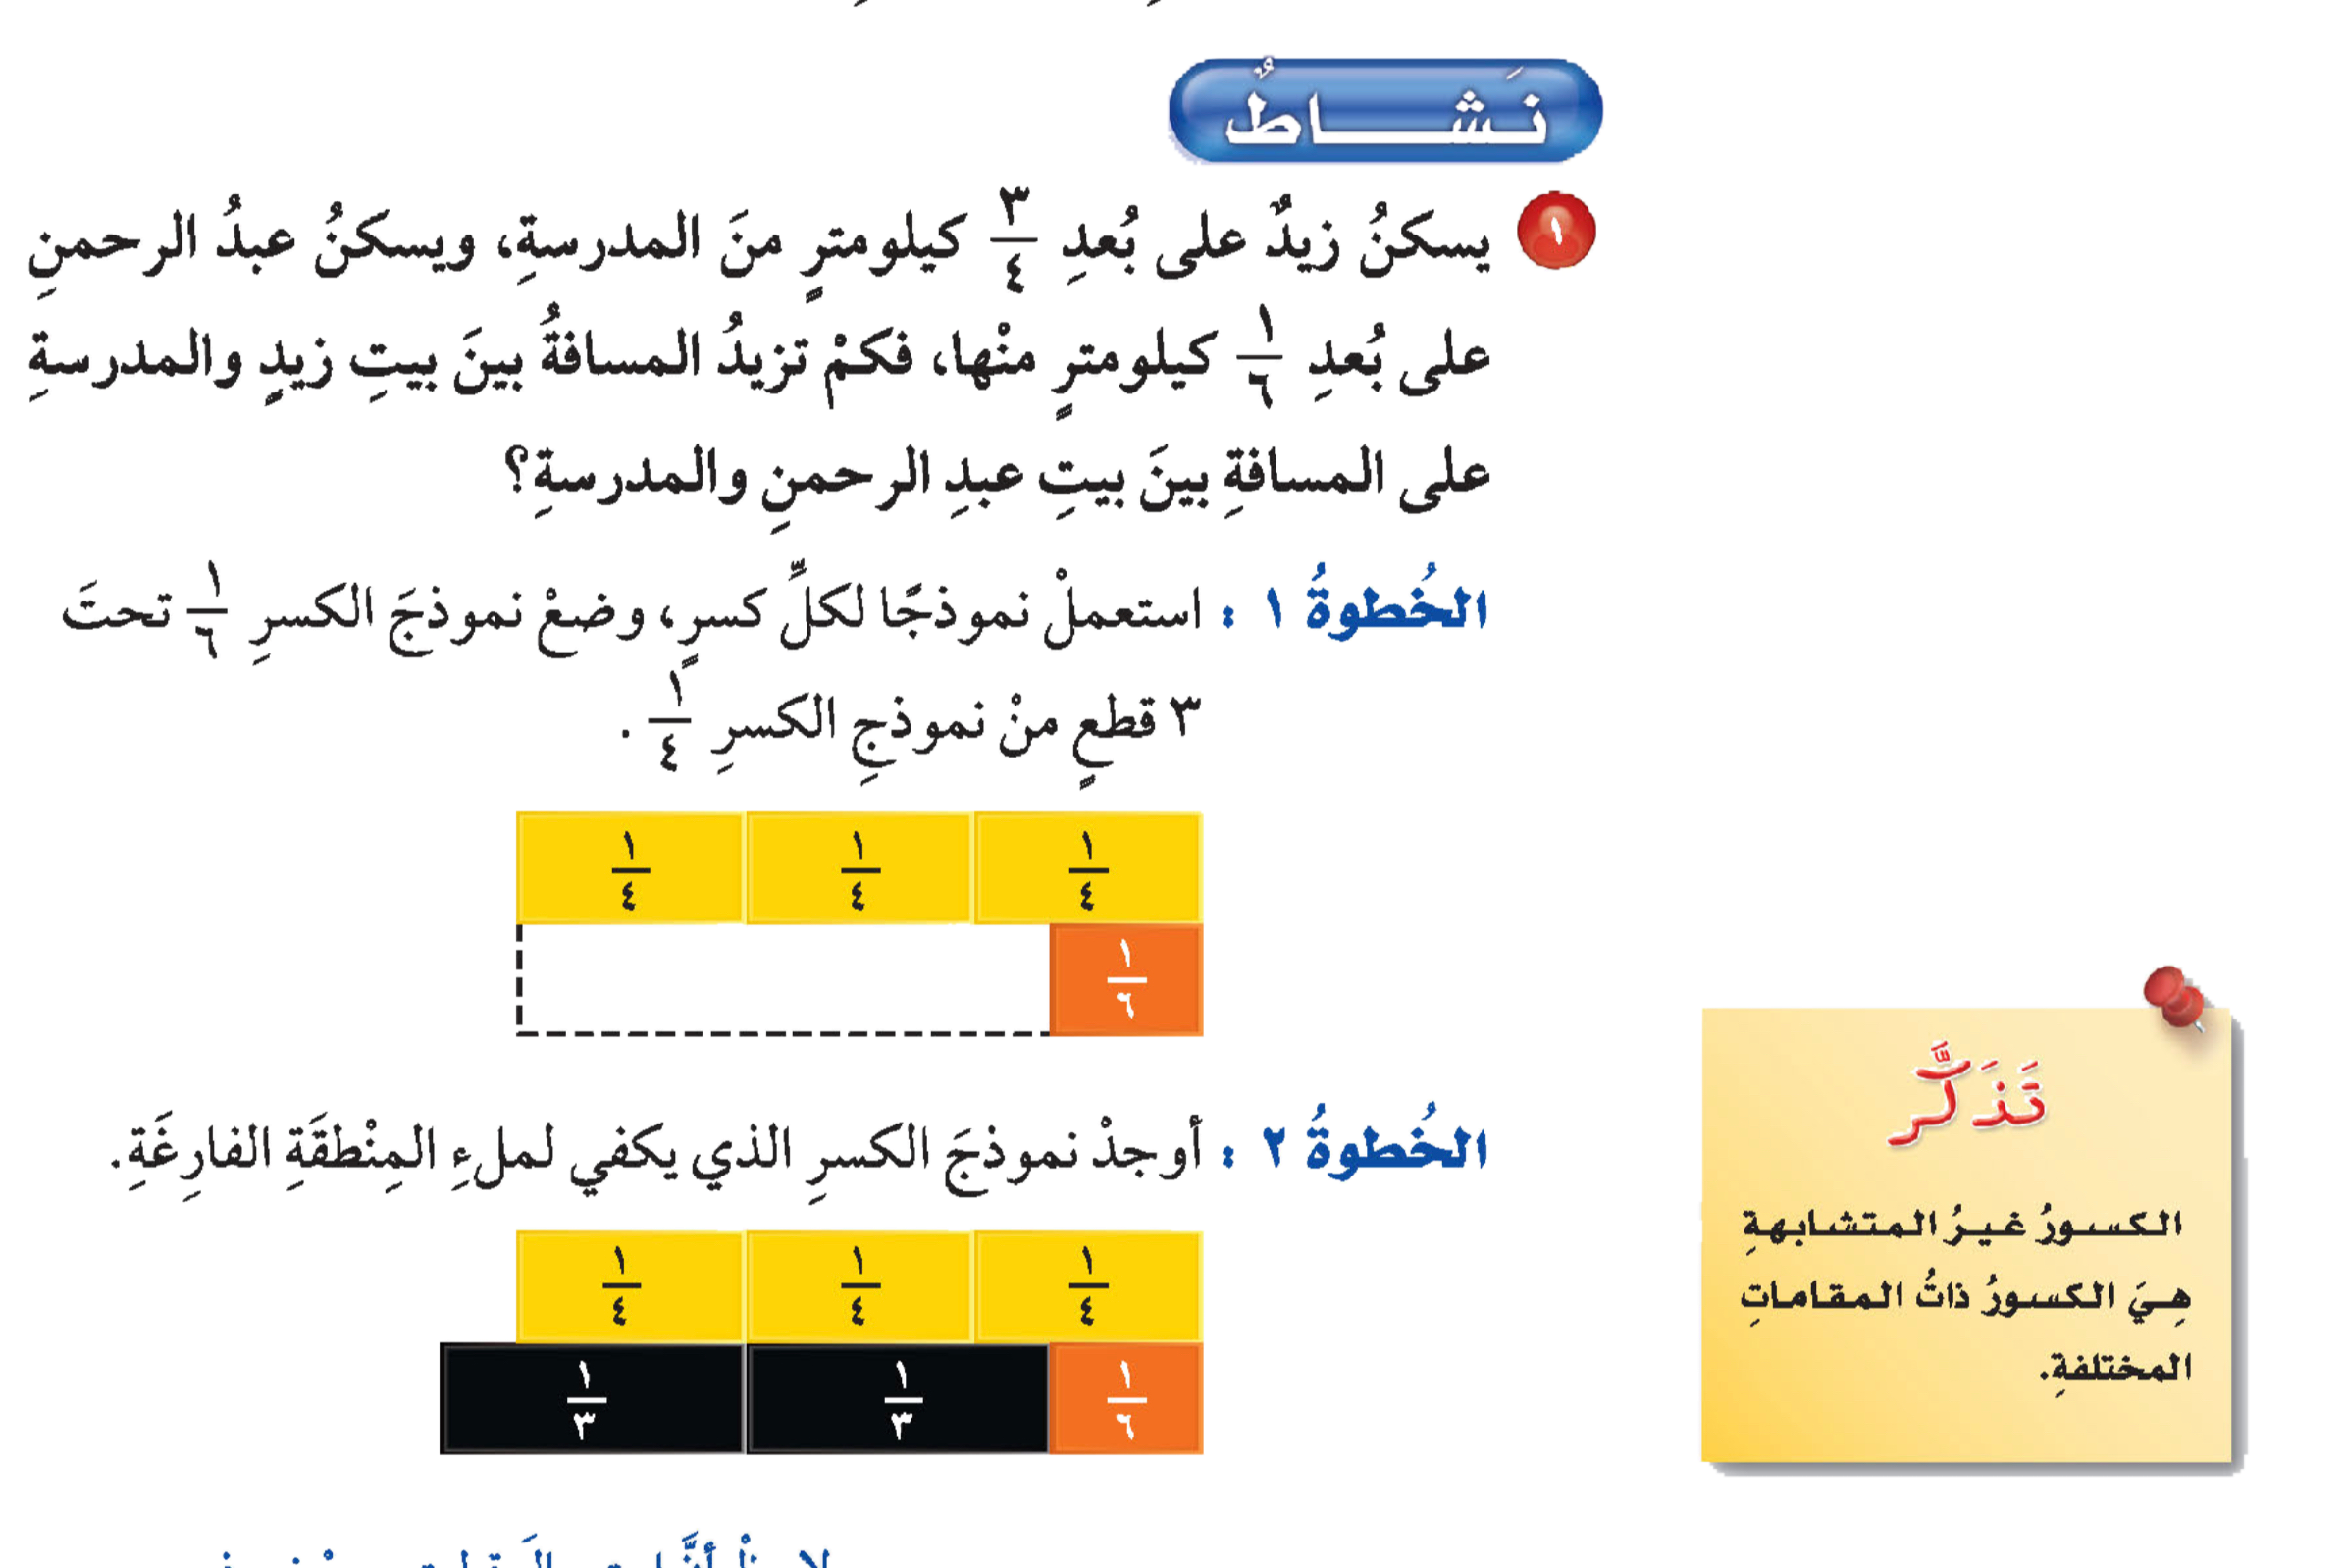 نَشَاطٌ
١ يسكنُ زيدٌ على بُعدِ ٣/٤ كيلومترٍ منَ المدرسةِ، ويسكنُ عبدُ الرحمنِ
على بُعدِ ١/٦ كيلومترٍ منْها، فكمْ تزيدُ المسافةُ بينَ بيتِ زيدٍ والمدرسةِ
على المسافةِ بينَ بيتِ عبدِ الرحمنِ والمدرسةِ؟
الخُطوةُ ١ : استعملْ نموذجًا لكلِّ كسرٍ، وضعْ نموذجَ الكسرِ ١/٦ تحتَ
٣ قطعٍ منْ نموذجِ الكسرِ ١/٤ .
١/٤ ١/٤ ١/٤
١/٦
الخُطوةُ ٢ : أوجدْ نموذجَ الكسرِ الذي يكفي لملءِ المِنْطقَةِ الفارِغَةِ.
١/٤ ١/٤ ١/٤
١/٦ ١/٣ ١/٣
تَذَكَّر
الكسورُ غيرُ المتشابهةِ
هِيَ الكسورُ ذاتُ المقاماتِ
المختلفةِ.